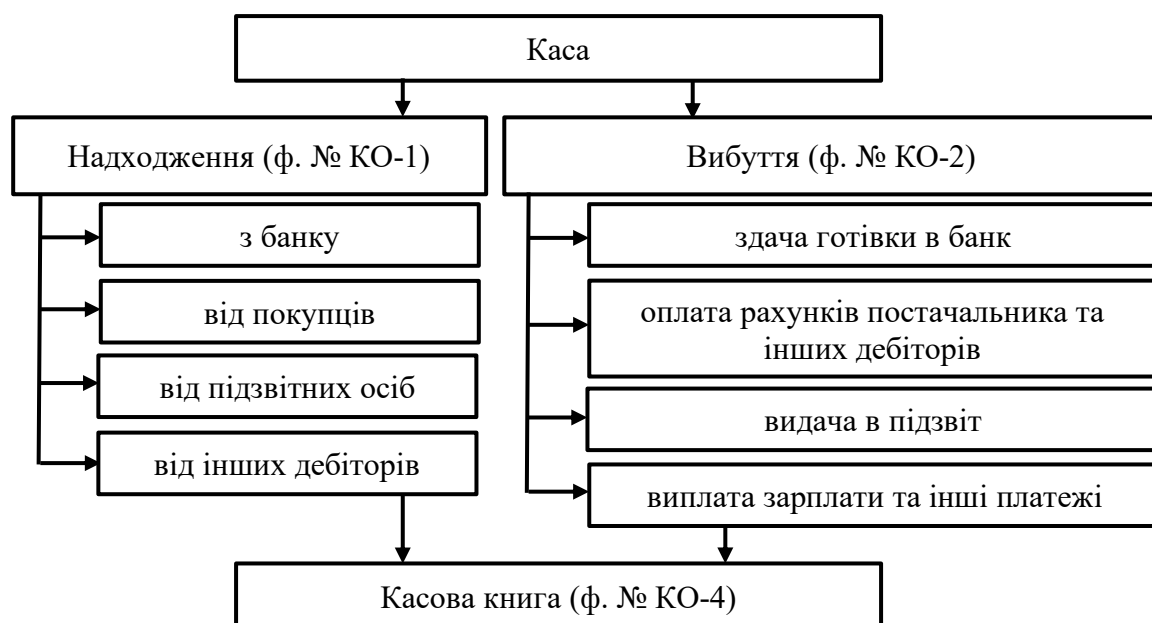 Каса
Надходження (ф. № КО-1)
з банку
від покупців
від підзвітних осіб
від інших дебіторів
Вибуття (ф. № КО-2)
здача готівки в банк
оплата рахунків постачальника та
інших дебіторів
видача в підзвіт
виплата зарплати та інші платежі
Касова книга (ф. № КО-4)